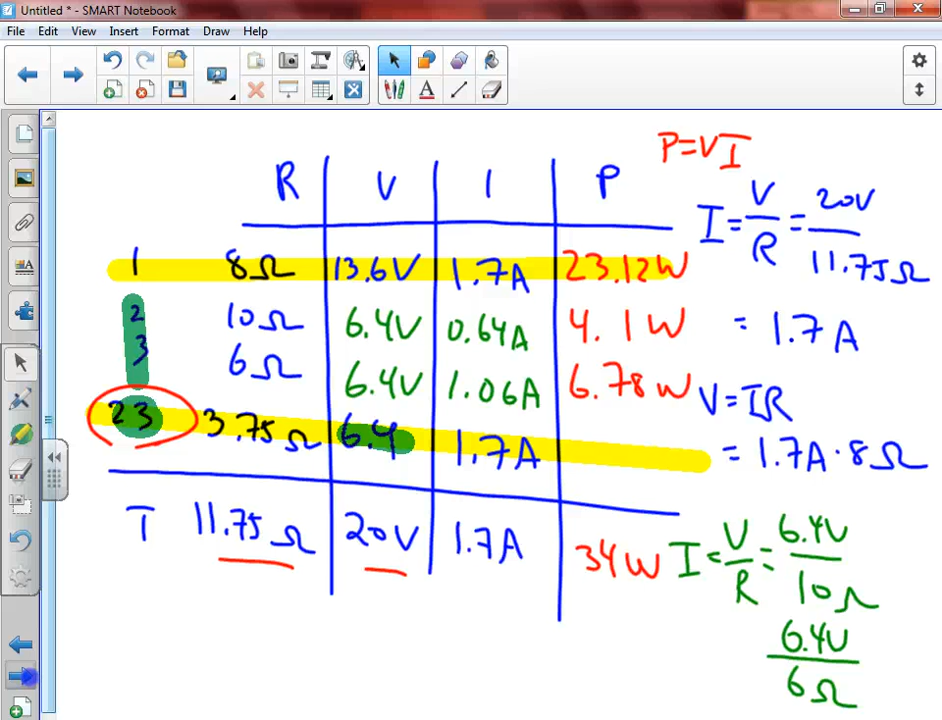 Untitled * - SMART Notebook
File Edit View Insert Format Draw Help
P=VI
R V I P
I = V/R = 20V/11.75Ω
1 8Ω 13.6V 1.7A 23.12W
2 10Ω 6.4V 0.64A 4.1W
= 1.7A
3 6Ω 6.4V 1.06A 6.78W
V=IR
23 3.75Ω 6.4 1.7A
= 1.7A·8Ω
T 11.75Ω 20V 1.7A 34W
I = V/R = 6.4V/10Ω
6.4V/6Ω